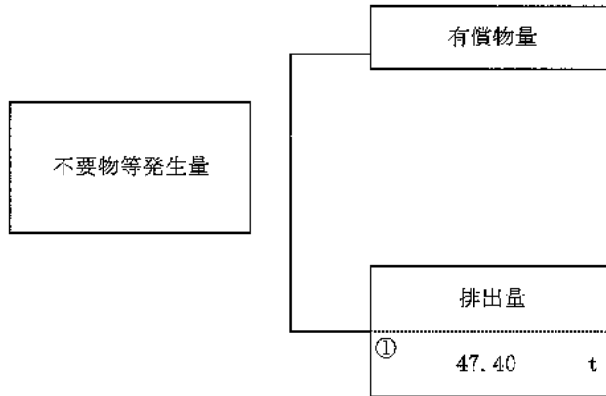 有償物量
不要物等発生量
排出量
①
47.40 t